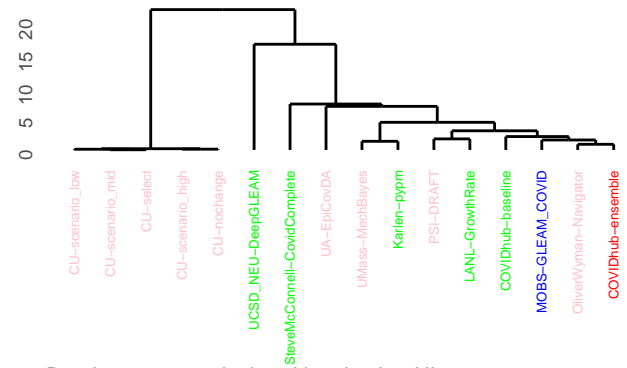 20
15
10
5
0
CU−scenario_low
CU−scenario_mid
CU−select
CU−scenario_high
CU−nochange
UCSD_NEU−DeepGLEAM
SteveMcConnell−CovidComplete
UA−EpiCovDA
UMass−MechBayes
Karlen−pypm
PSI−DRAFT
LANL−GrowthRate
COVIDhub−baseline
MOBS−GLEAM_COVID
OliverWyman−Navigator
COVIDhub−ensemble